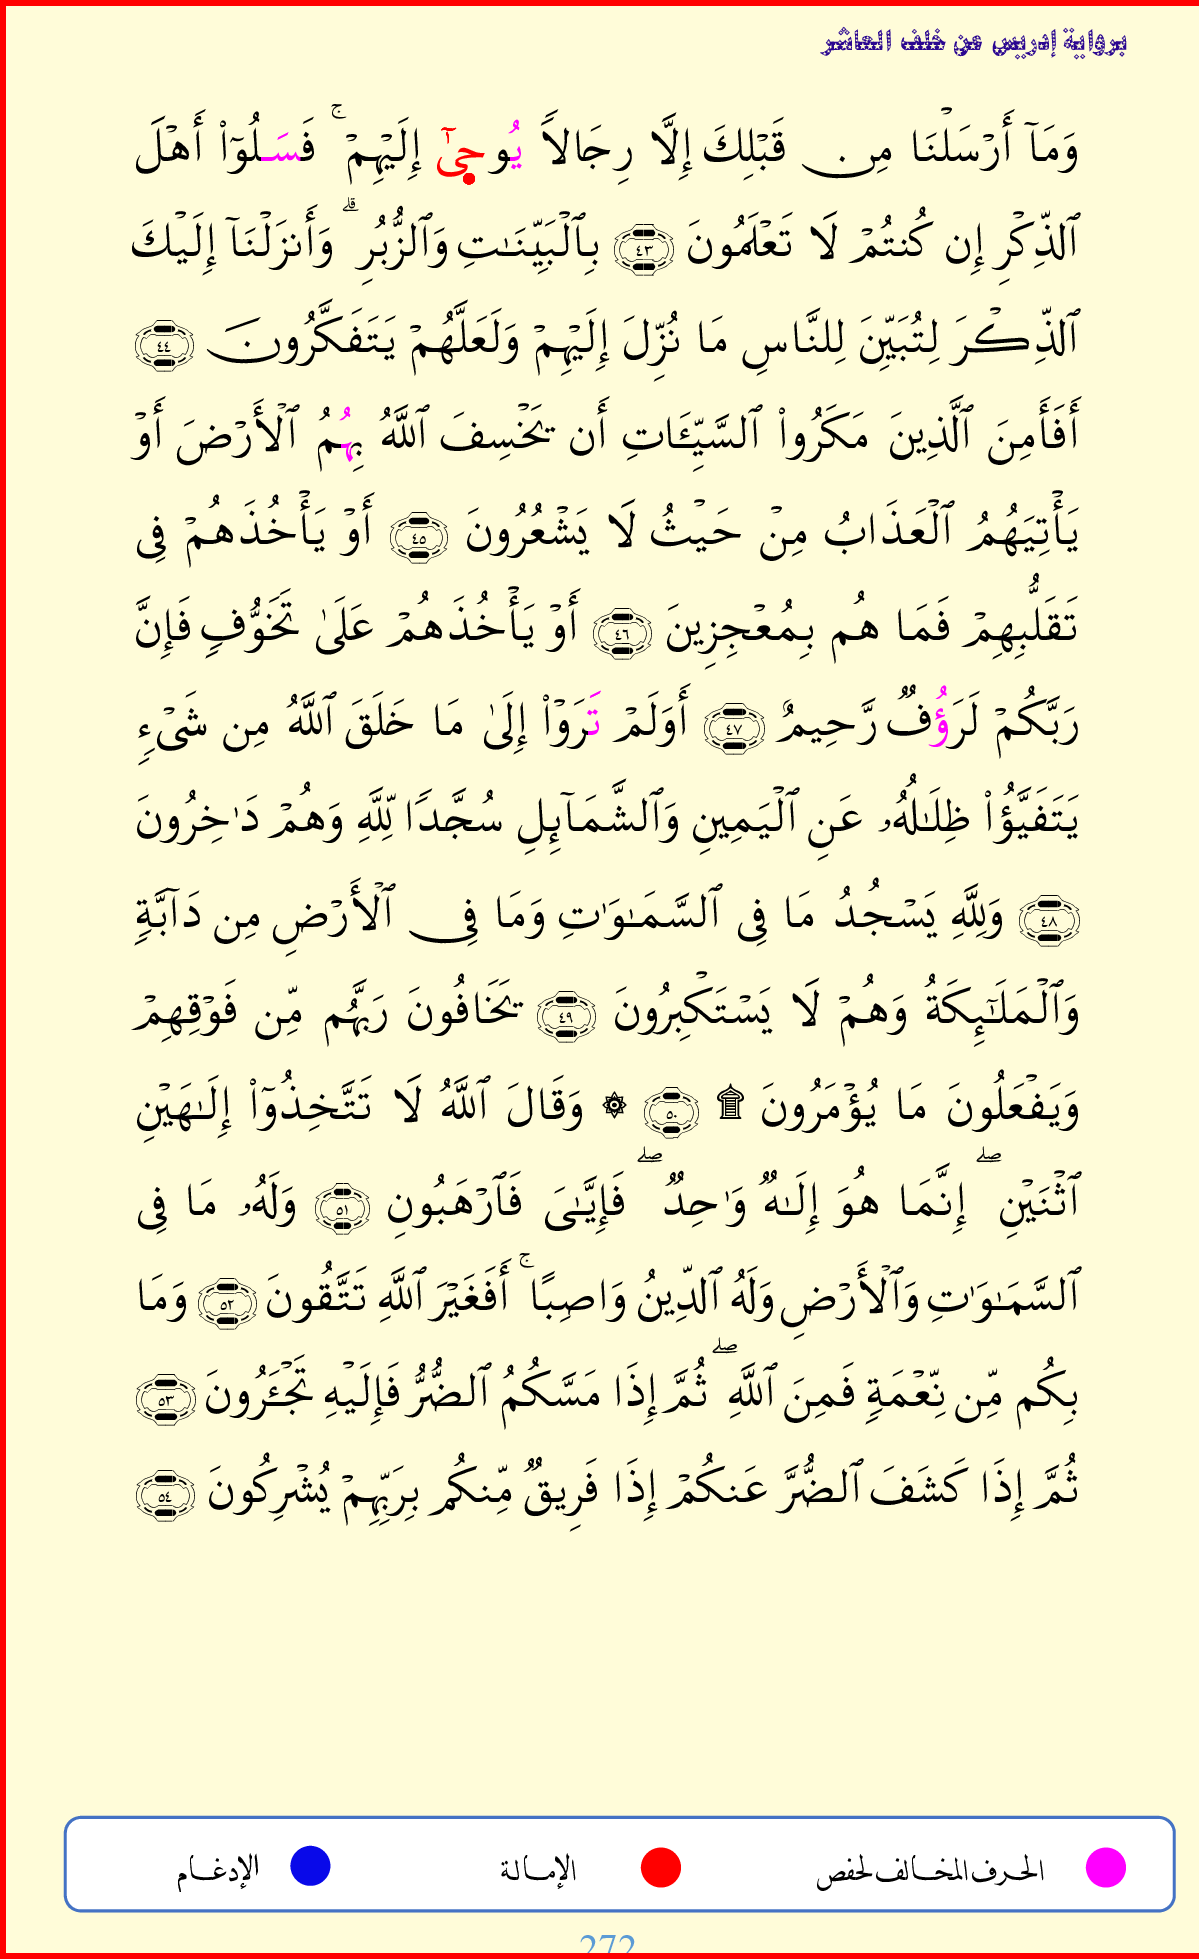 برواية إدريس عن خلف العاشر
وَمَآ أَرۡسَلۡنَا مِن قَبۡلِكَ إِلَّا رِجَالٗا يُوحِيٰٓ إِلَيۡهِمۡۚ فَسَلُوٓاْ أَهۡلَ
ٱلذِّكۡرِ إِن كُنتُمۡ لَا تَعۡلَمُونَ ٤٣ بِٱلۡبَيِّنَٰتِ وَٱلزُّبُرِۗ وَأَنزَلۡنَآ إِلَيۡكَ
ٱلذِّكۡرَ لِتُبَيِّنَ لِلنَّاسِ مَا نُزِّلَ إِلَيۡهِمۡ وَلَعَلَّهُمۡ يَتَفَكَّرُونَ ٤٤
أَفَأَمِنَ ٱلَّذِينَ مَكَرُواْ ٱلسَّيِّـَٔاتِ أَن يَخۡسِفَ ٱللَّهُ بِهُمُ ٱلۡأَرۡضَ أَوۡ
يَأۡتِيَهُمُ ٱلۡعَذَابُ مِنۡ حَيۡثُ لَا يَشۡعُرُونَ ٤٥ أَوۡ يَأۡخُذَهُمۡ فِي
تَقَلُّبِهِمۡ فَمَا هُم بِمُعۡجِزِينَ ٤٦ أَوۡ يَأۡخُذَهُمۡ عَلَىٰ تَخَوُّفٖ فَإِنَّ
رَبَّكُمۡ لَرَؤُفٞ رَّحِيمٌ ٤٧ أَوَلَمۡ تَرَوۡاْ إِلَىٰ مَا خَلَقَ ٱللَّهُ مِن شَيۡءٖ
يَتَفَيَّؤُاْ ظِلَٰلُهُۥ عَنِ ٱلۡيَمِينِ وَٱلشَّمَآئِلِ سُجَّدٗا لِّلَّهِ وَهُمۡ دَٰخِرُونَ
٤٨ وَلِلَّهِ يَسۡجُدُۤ مَا فِي ٱلسَّمَٰوَٰتِ وَمَا فِي ٱلۡأَرۡضِ مِن دَآبَّةٖ
وَٱلۡمَلَٰٓئِكَةُ وَهُمۡ لَا يَسۡتَكۡبِرُونَ ٤٩ يَخَافُونَ رَبَّهُم مِّن فَوۡقِهِمۡ
وَيَفۡعَلُونَ مَا يُؤۡمَرُونَ ۩ ٥٠ ۞ وَقَالَ ٱللَّهُ لَا تَتَّخِذُوٓاْ إِلَٰهَيۡنِ
ٱثۡنَيۡنِۖ إِنَّمَا هُوَ إِلَٰهٞ وَٰحِدٞۖ فَإِيَّٰيَ فَٱرۡهَبُونِ ٥١ وَلَهُۥ مَا فِي
ٱلسَّمَٰوَٰتِ وَٱلۡأَرۡضِ وَلَهُ ٱلدِّينُ وَاصِبًاۚ أَفَغَيۡرَ ٱللَّهِ تَتَّقُونَ ٥٢ وَمَا
بِكُم مِّن نِّعۡمَةٖ فَمِنَ ٱللَّهِۖ ثُمَّ إِذَا مَسَّكُمُ ٱلضُّرُّ فَإِلَيۡهِ تَجۡـَٔرُونَ ٥٣
ثُمَّ إِذَا كَشَفَ ٱلضُّرَّ عَنكُمۡ إِذَا فَرِيقٞ مِّنكُم بِرَبِّهِمۡ يُشۡرِكُونَ ٥٤
الحرف المخالف لحفص الإمالة الإدغام
272